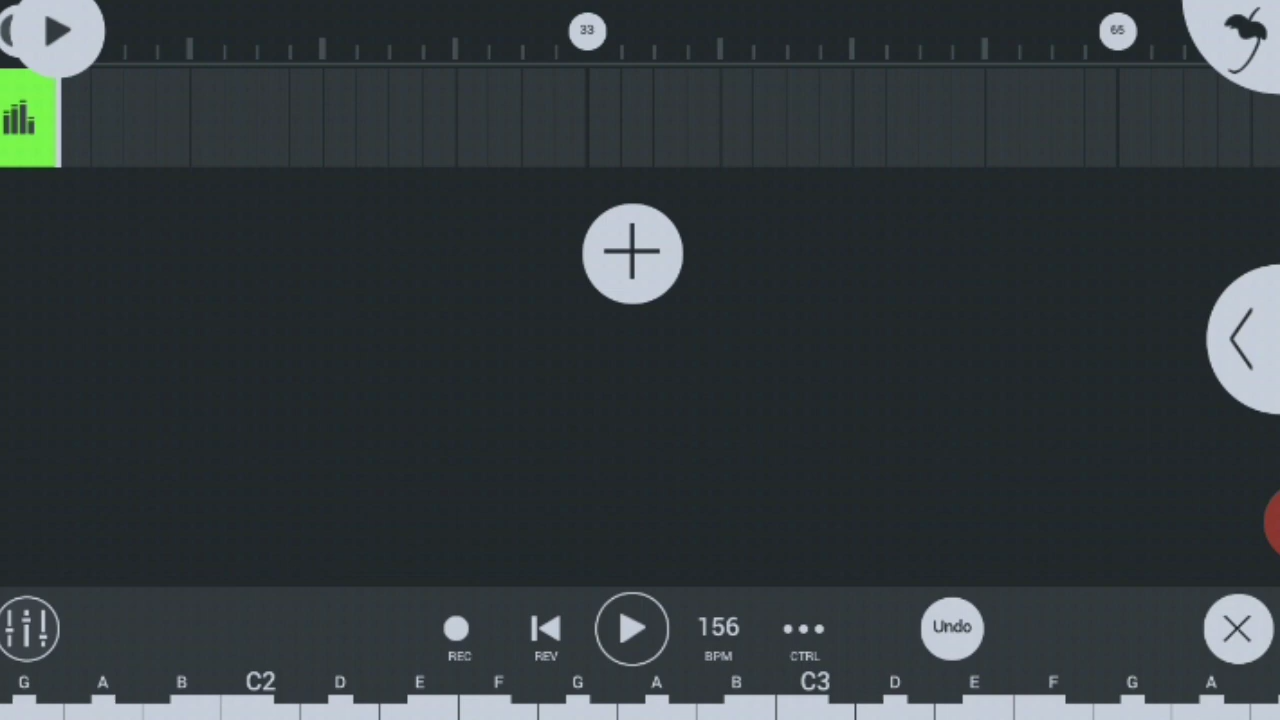 33 65
156 Undo
REC REV BPM CTRL
G A B C2 D E F G A B C3 D E F G A